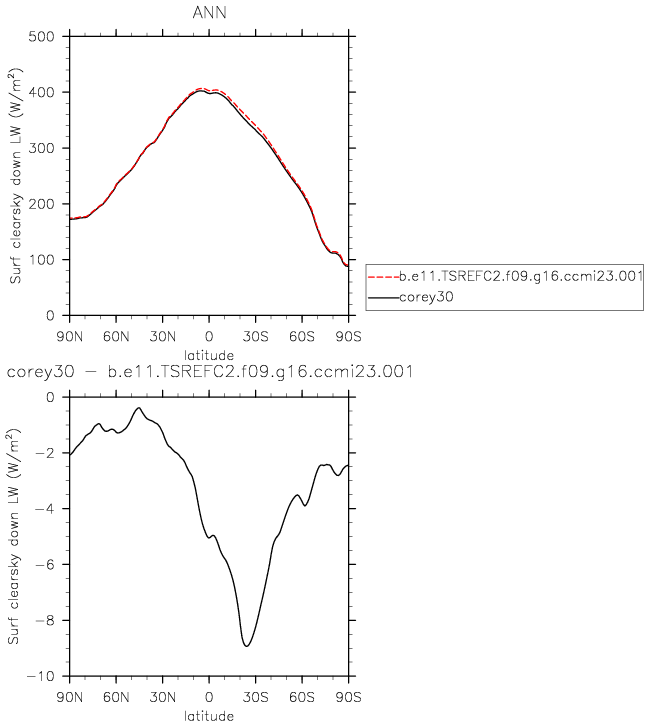 ANN
500
400
300
200
100
0
Surf clearsky down LW (W/m²)
90N 60N 30N 0 30S 60S 90S
latitude
b.e11.TSREFC2.f09.g16.ccmi23.001
corey30
corey30 − b.e11.TSREFC2.f09.g16.ccmi23.001
0
−2
−4
−6
−8
−10
Surf clearsky down LW (W/m²)
90N 60N 30N 0 30S 60S 90S
latitude